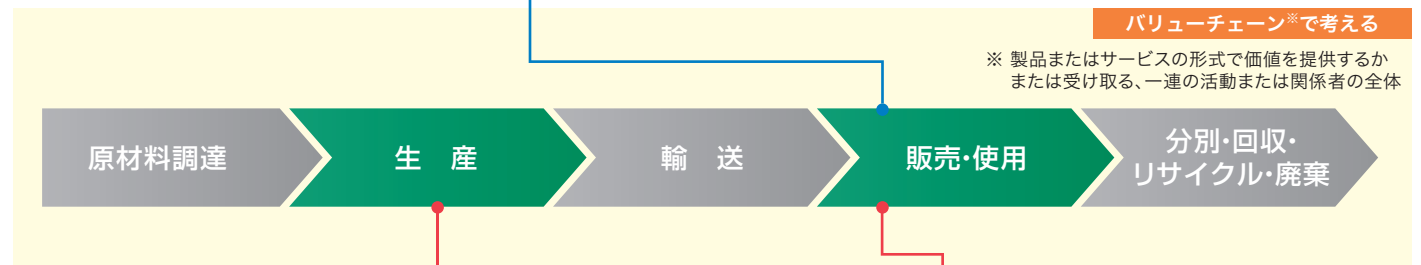 バリューチェーン※で考える
※ 製品またはサービスの形式で価値を提供するか
または受け取る、一連の活動または関係者の全体
原材料調達
生　産
輸　送
販売・使用
分別・回収・
リサイクル・廃棄